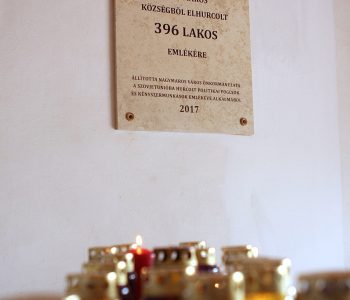 KÖZSÉGBŐL ELHURCOLT
396 LAKOS
EMLÉKÉRE
ÁLLÍTOTTA NAGYMAROS VÁROS ÖNKORMÁNYZATA
A SZOVJETUNIÓBA HURCOLT POLITIKAI FOGLYOK
ÉS KÉNYSZERMUNKÁSOK EMLÉKÉVE ALKALMÁBÓL
2017